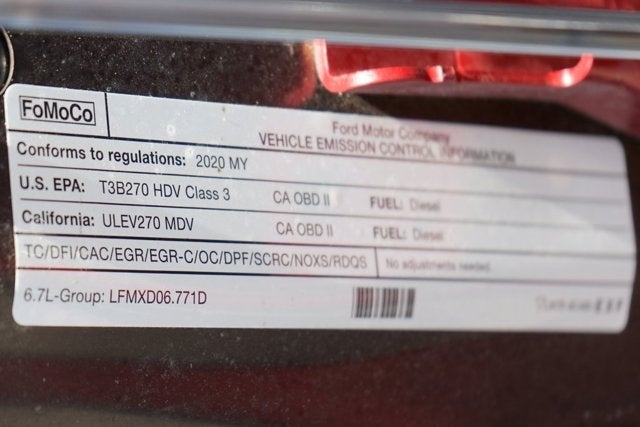 FoMoCo
Ford Motor Company
VEHICLE EMISSION CONTROL INFORMATION
Conforms to regulations: 2020 MY
U.S. EPA: T3B270 HDV Class 3 CA OBD II FUEL: Diesel
California: ULEV270 MDV CA OBD II FUEL: Diesel
TC/DFI/CAC/EGR/EGR-C/OC/DPF/SCRC/NOXS/RDQS No adjustments needed.
6.7L-Group: LFMXD06.771D